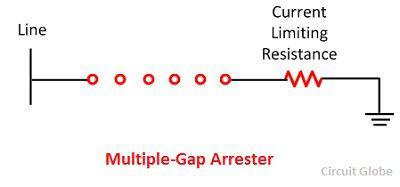 Line
Current
Limiting
Resistance
Multiple-Gap Arrester
Circuit Globe